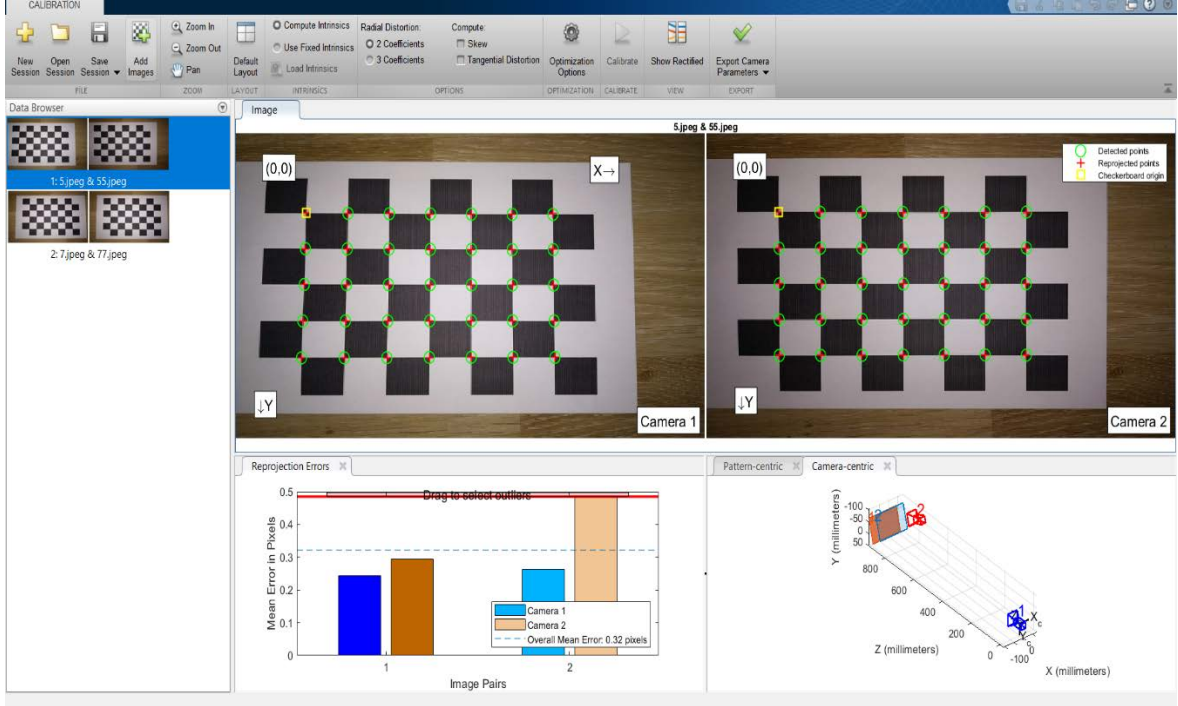 CALIBRATION
New Session
Open Session
Save Session
Add Images
Zoom In
Zoom Out
Pan
Default Layout
Compute Intrinsics
Use Fixed Intrinsics
Load Intrinsics
Radial Distortion:
2 Coefficients
3 Coefficients
Compute:
Skew
Tangential Distortion
Optimization Options
Calibrate
Show Rectified
Export Camera Parameters
FILE
ZOOM
LAYOUT
INTRINSICS
OPTIONS
OPTIMIZATION
CALIBRATE
VIEW
EXPORT
Data Browser
1: 5.jpeg & 55.jpeg
2: 7.jpeg & 77.jpeg
Image
5.jpeg & 55.jpeg
(0,0)
X→
↓Y
Camera 1
(0,0)
Detected points
Reprojected points
Checkerboard origin
↓Y
Camera 2
Reprojection Errors
Drag to select outliers
Mean Error in Pixels
0.5
0.4
0.3
0.2
0.1
0
Camera 1
Camera 2
Overall Mean Error: 0.32 pixels
1
2
Image Pairs
Pattern-centric
Camera-centric
Y (millimeters)
-100
-50
0
50
2
2
800
600
400
200
0
Z (millimeters)
1
Xc
Yc
0
-100
X (millimeters)